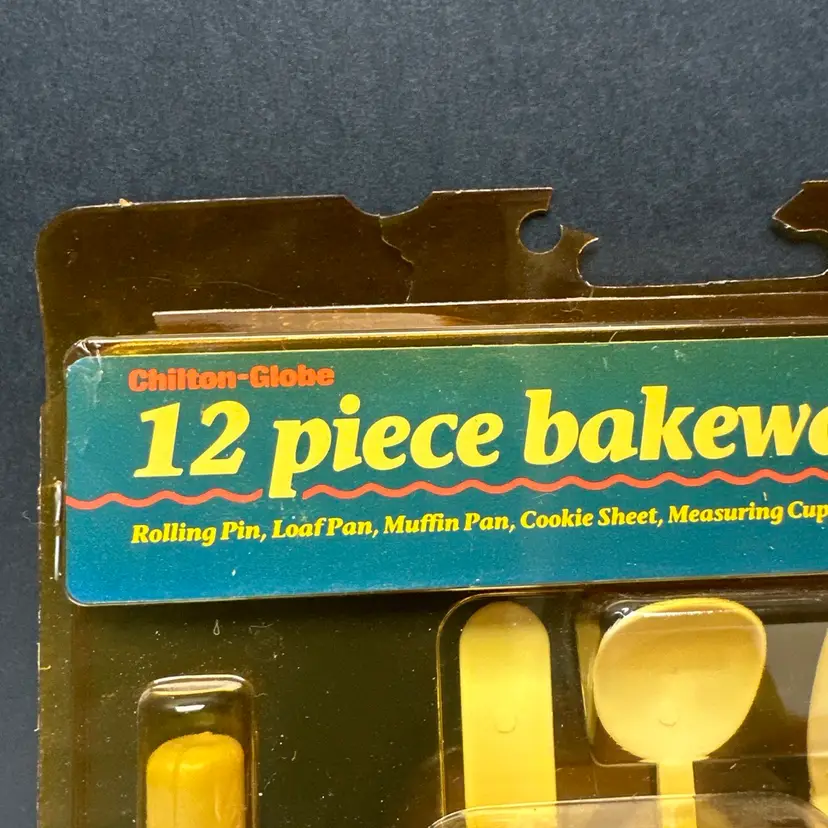 Chilton-Globe
12 piece bakewa
Rolling Pin, Loaf Pan, Muffin Pan, Cookie Sheet, Measuring Cup